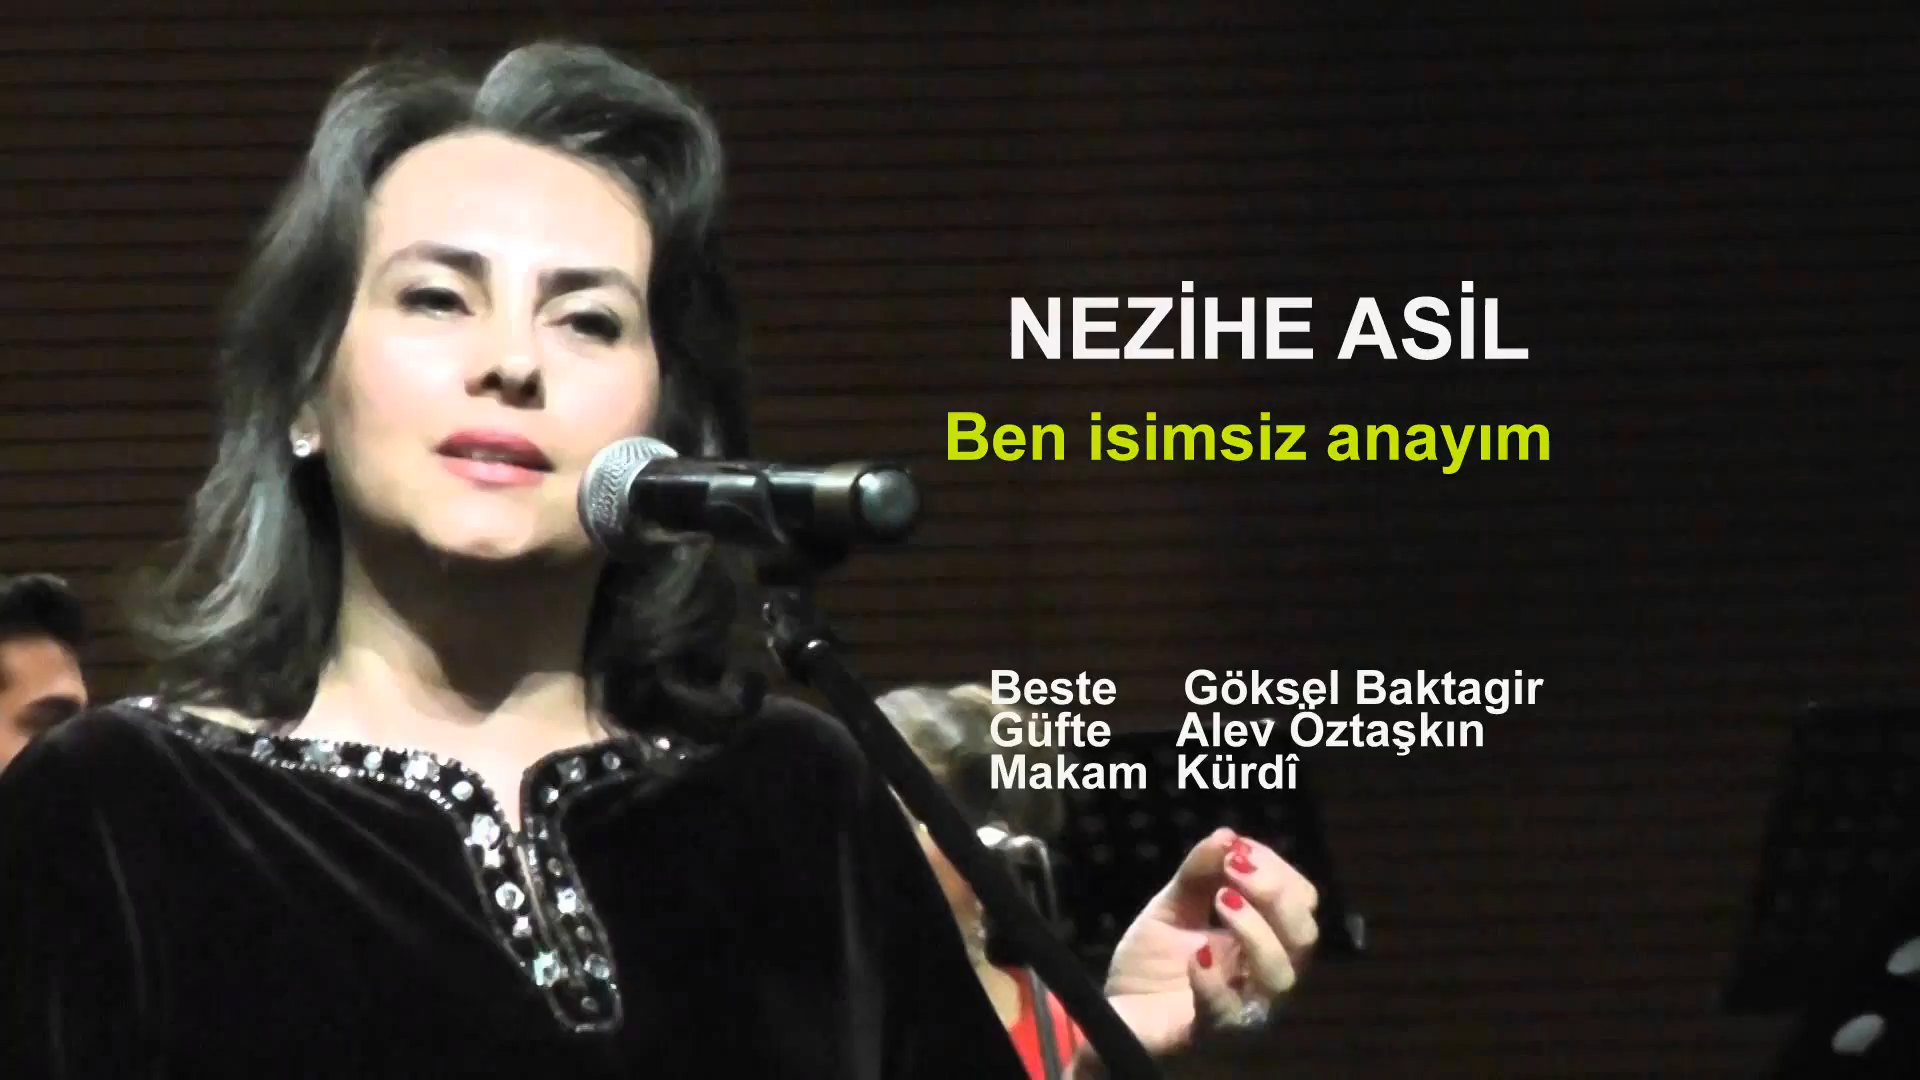 NEZİHE ASİL
Ben isimsiz anayım
Beste Göksel Baktagir
Güfte Alev Öztaşkın
Makam Kürdî